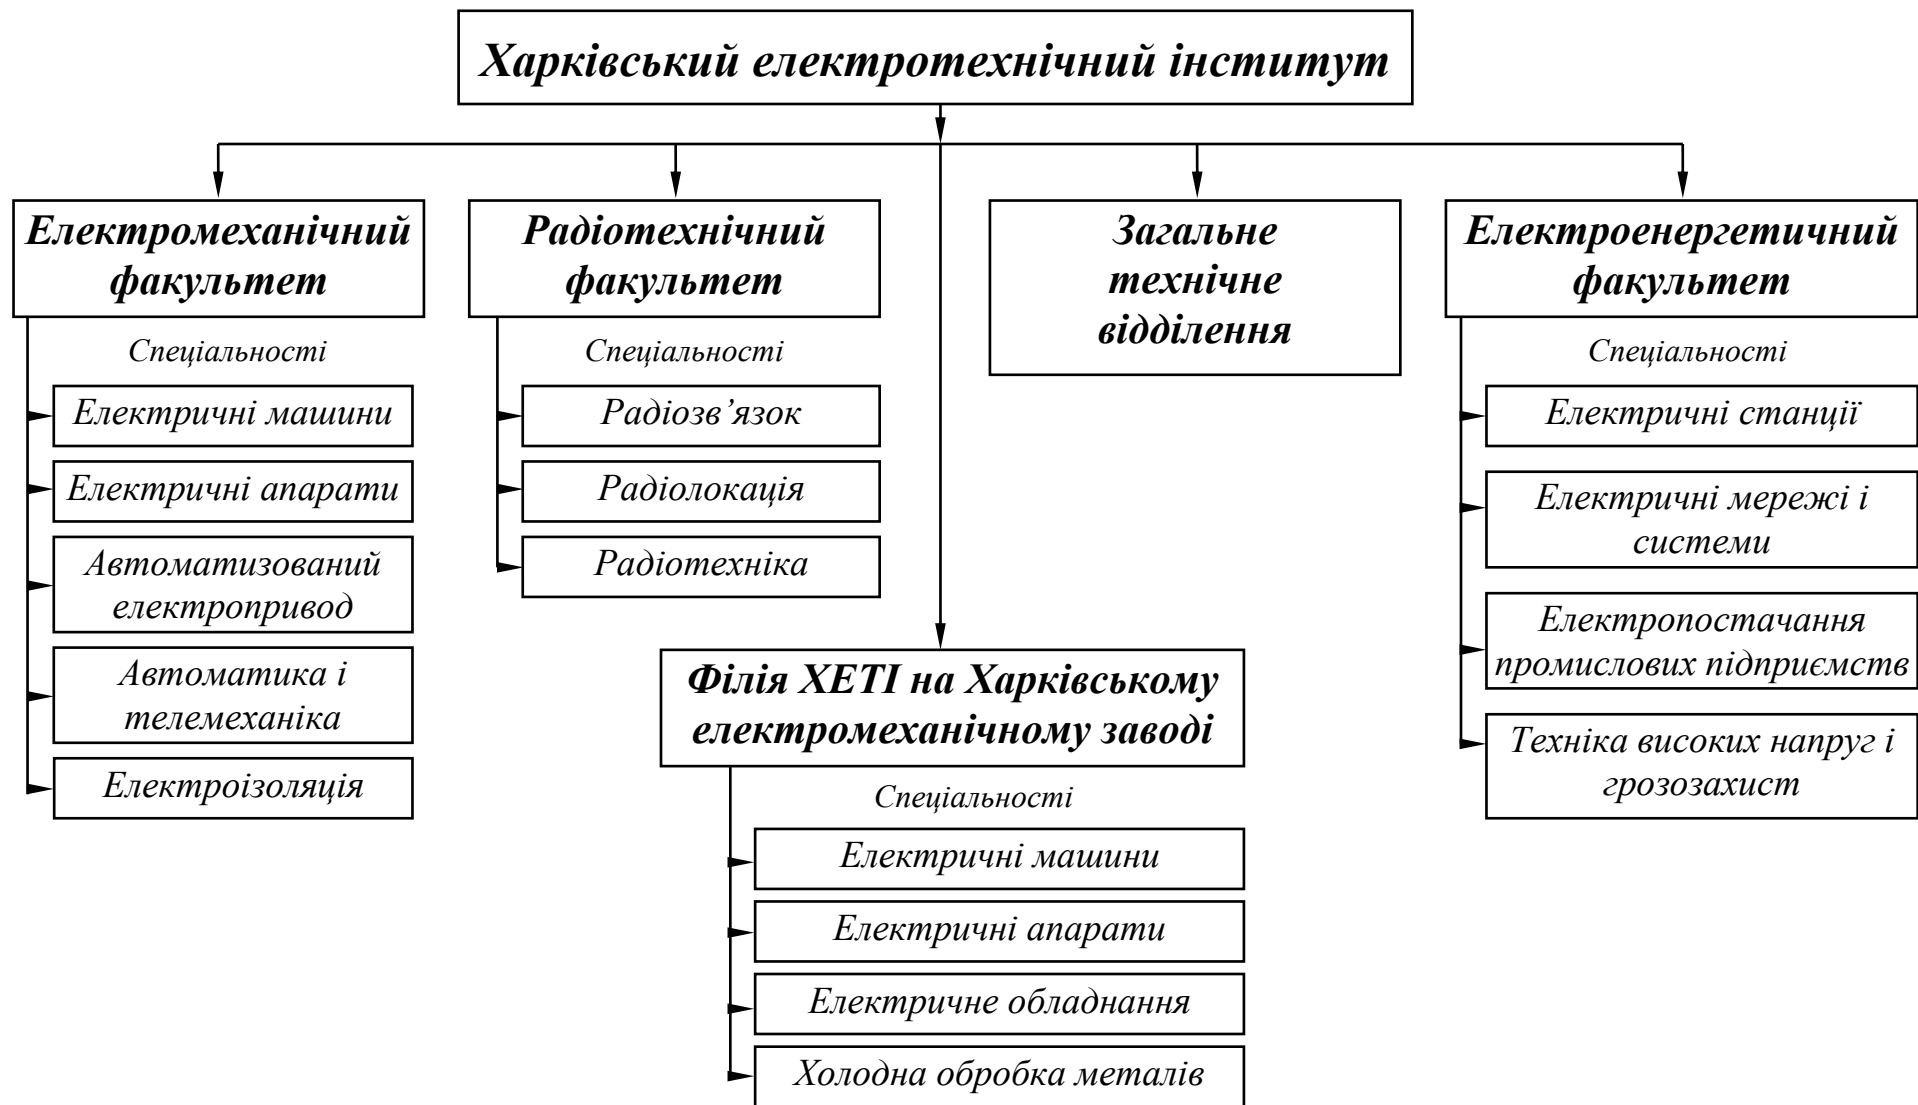 Харківський електротехнічний інститут
Електромеханічний
факультет
Спеціальності
Електричні машини
Електричні апарати
Автоматизований
електропривод
Автоматика і
телемеханіка
Електроізоляція
Радіотехнічний
факультет
Спеціальності
Радіозв’язок
Радіолокація
Радіотехніка
Філія ХЕТІ на Харківському
електромеханічному заводі
Спеціальності
Електричні машини
Електричні апарати
Електричне обладнання
Холодна обробка металів
Загальне
технічне
відділення
Електроенергетичний
факультет
Спеціальності
Електричні станції
Електричні мережі і
системи
Електропостачання
промислових підприємств
Техніка високих напруг і
грозозахист